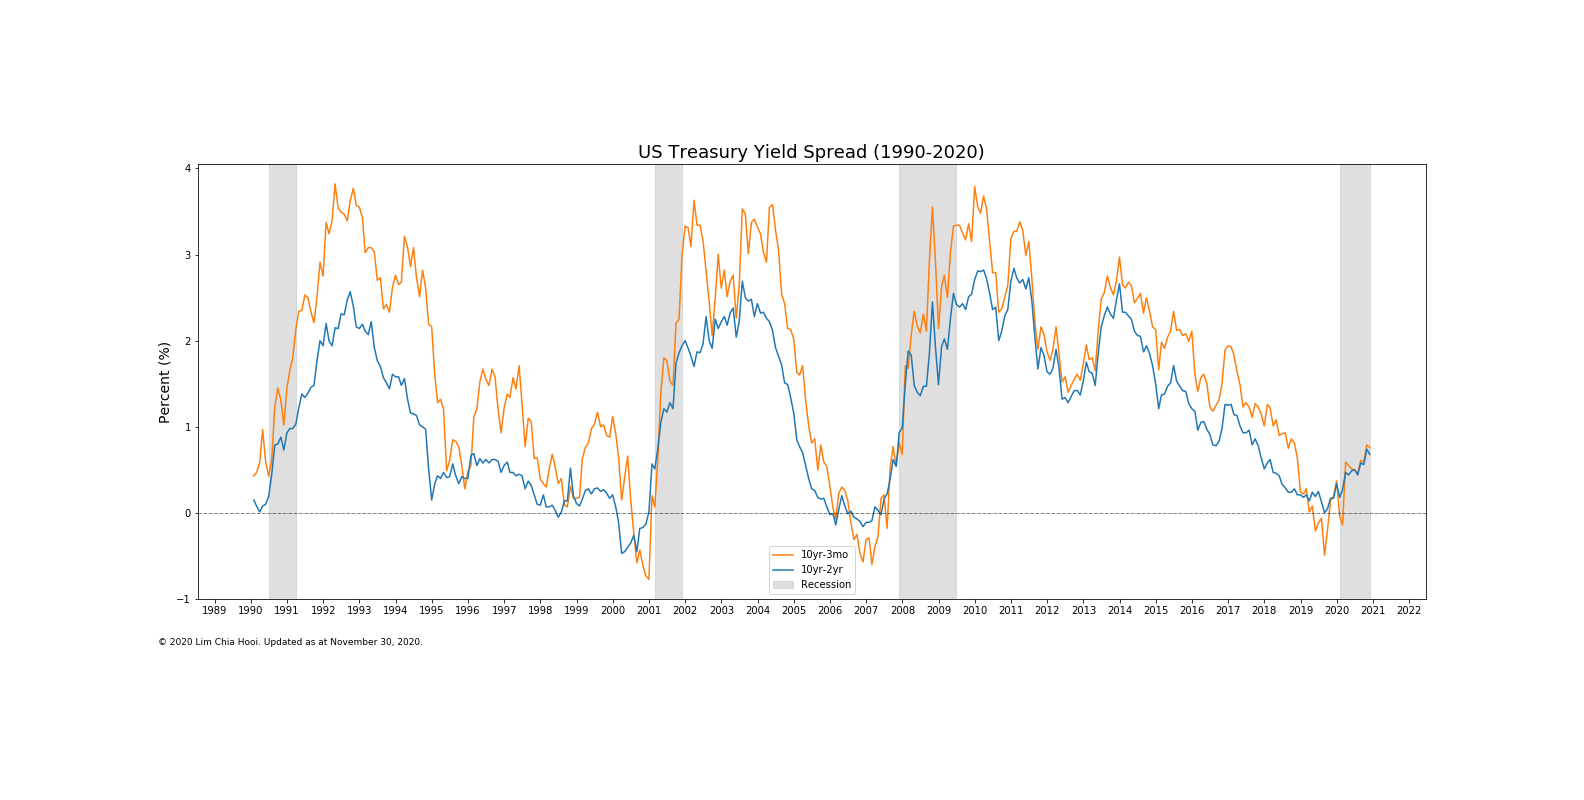 US Treasury Yield Spread (1990-2020)
Percent (%)
4
3
2
1
0
−1
1989 1990 1991 1992 1993 1994 1995 1996 1997 1998 1999 2000 2001 2002 2003 2004 2005 2006 2007 2008 2009 2010 2011 2012 2013 2014 2015 2016 2017 2018 2019 2020 2021 2022
10yr-3mo
10yr-2yr
Recession
© 2020 Lim Chia Hooi. Updated as at November 30, 2020.